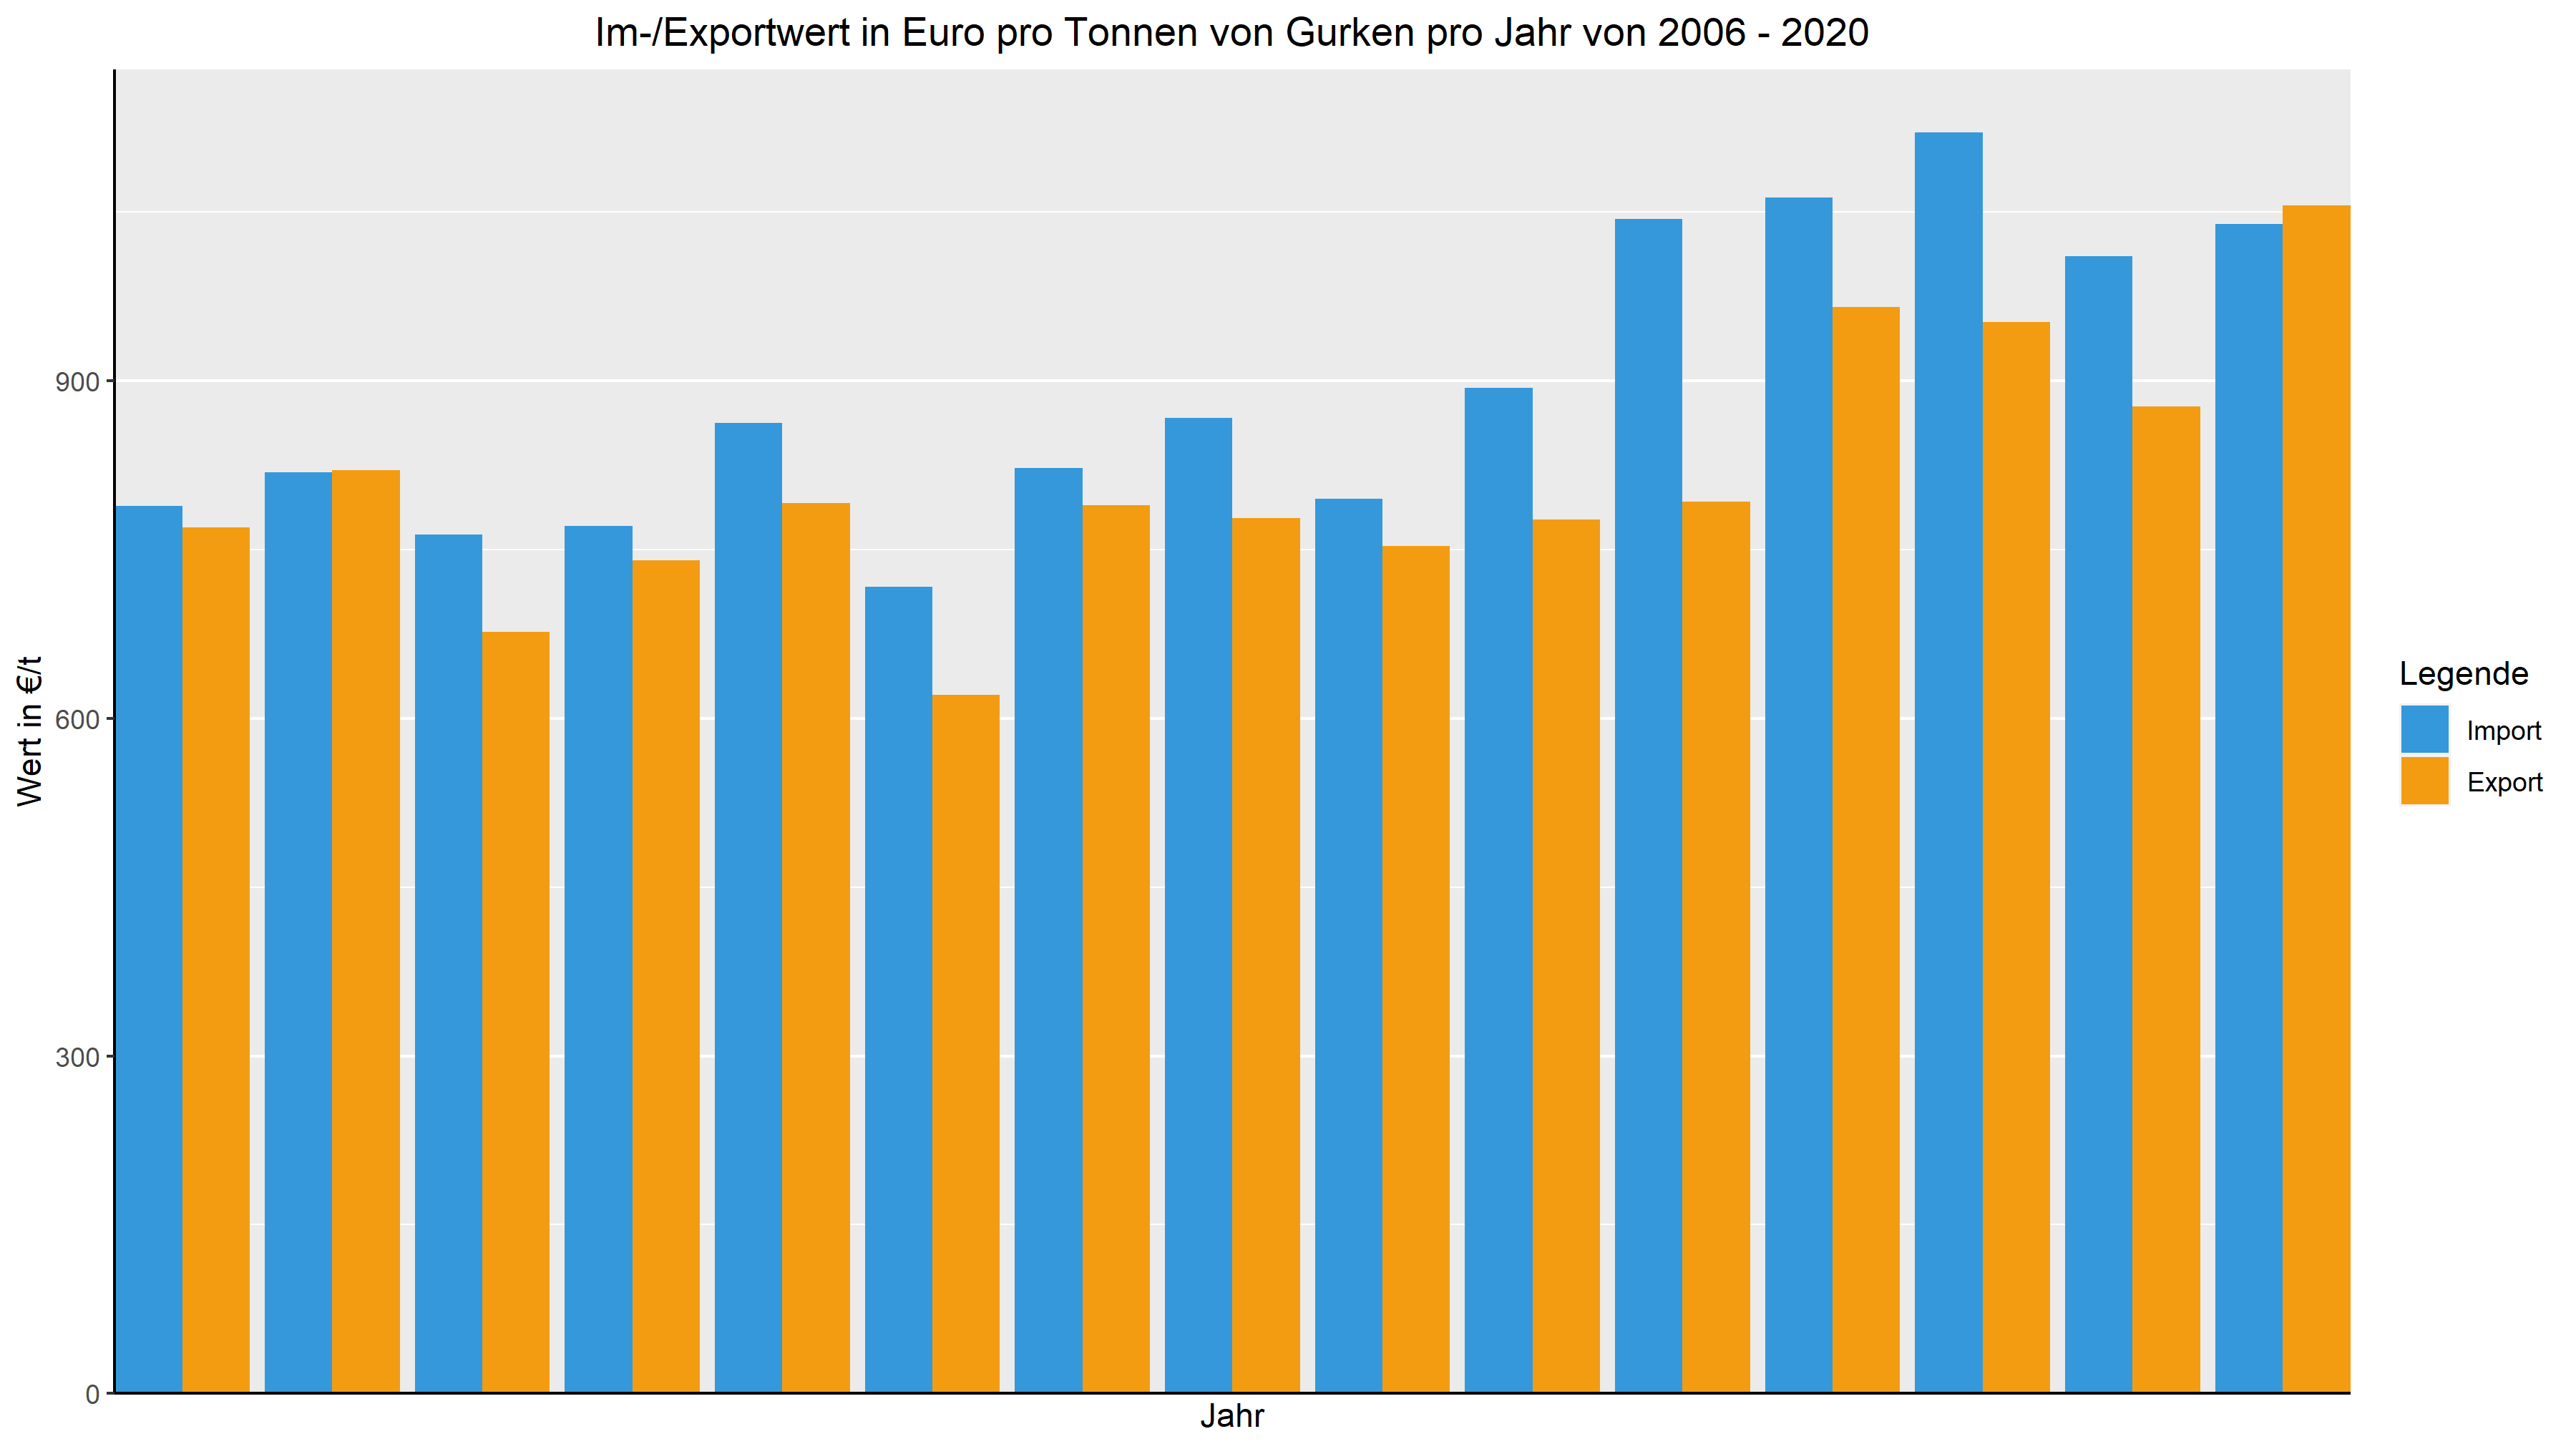 Im-/Exportwert in Euro pro Tonnen von Gurken pro Jahr von 2006 - 2020
Wert in €/t
900
600
300
0
Jahr
Legende
Import
Export